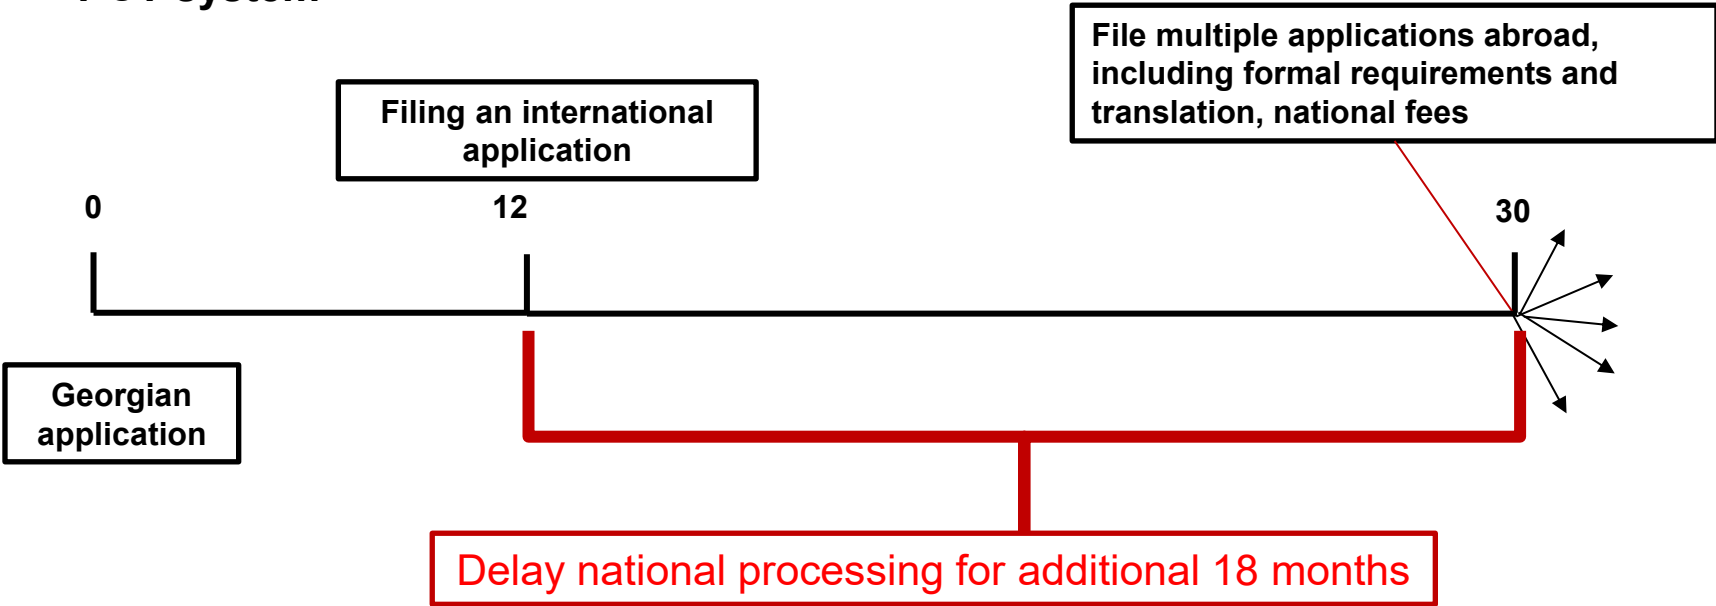 system
File multiple applications abroad,
including formal requirements and
translation, national fees
Filing an international
application
0
12
30
Georgian
application
Delay national processing for additional 18 months